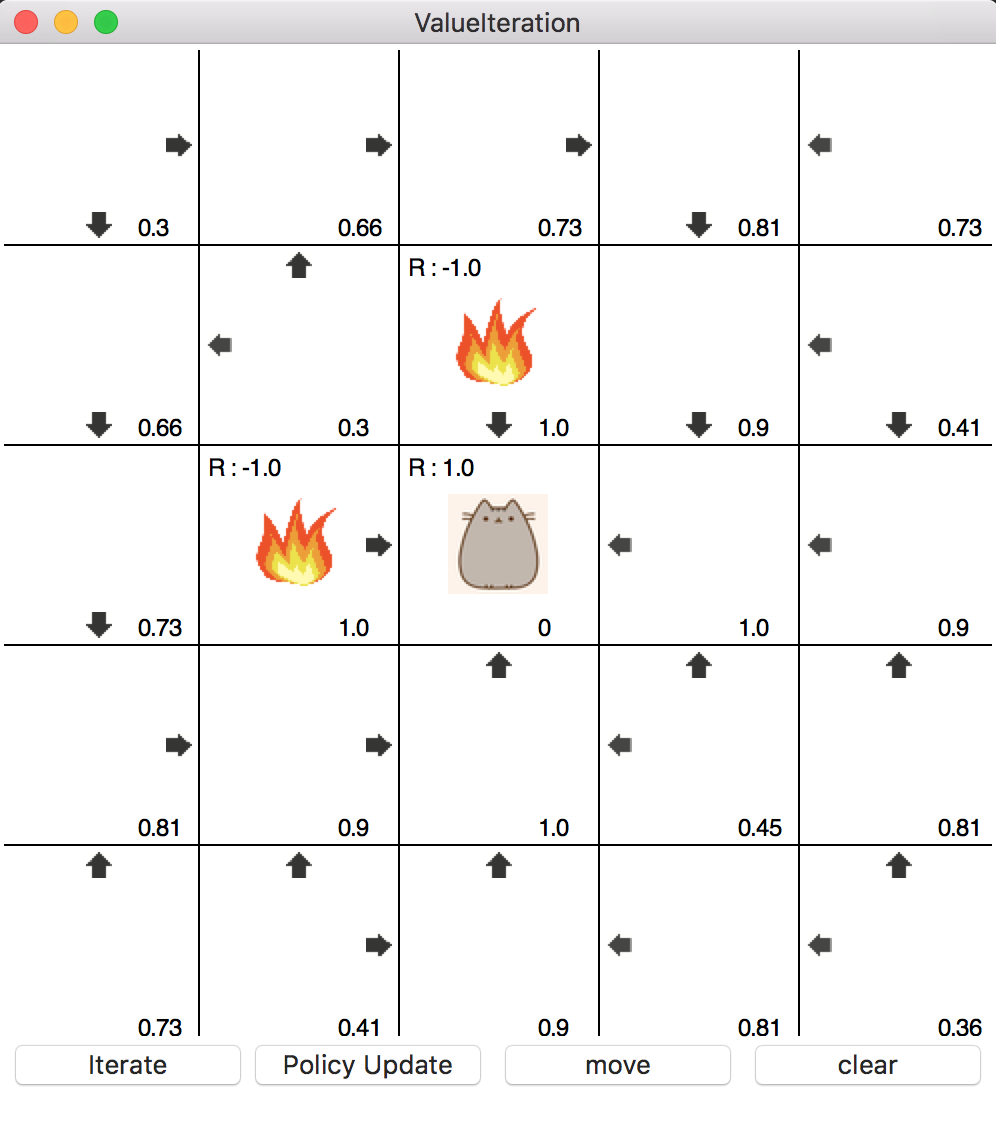 ValueIteration
0.3 0.66 0.73 0.81 0.73
R : -1.0
0.66 0.3 1.0 0.9 0.41
R : -1.0 R : 1.0
0.73 1.0 0 1.0 0.9
0.81 0.9 1.0 0.45 0.81
0.73 0.41 0.9 0.81 0.36
Iterate Policy Update move clear